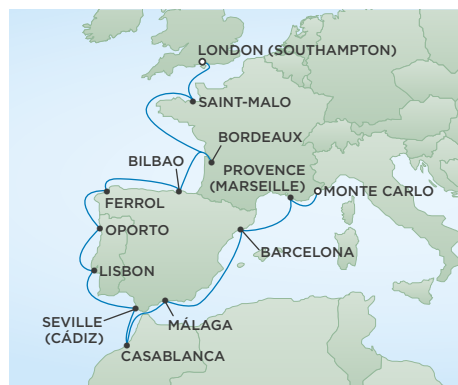 LONDON (SOUTHAMPTON)
SAINT-MALO
BORDEAUX
BILBAO
PROVENCE
(MARSEILLE)
MONTE CARLO
FERROL
OPORTO
BARCELONA
LISBON
SEVILLE
(CÁDIZ)
MÁLAGA
CASABLANCA